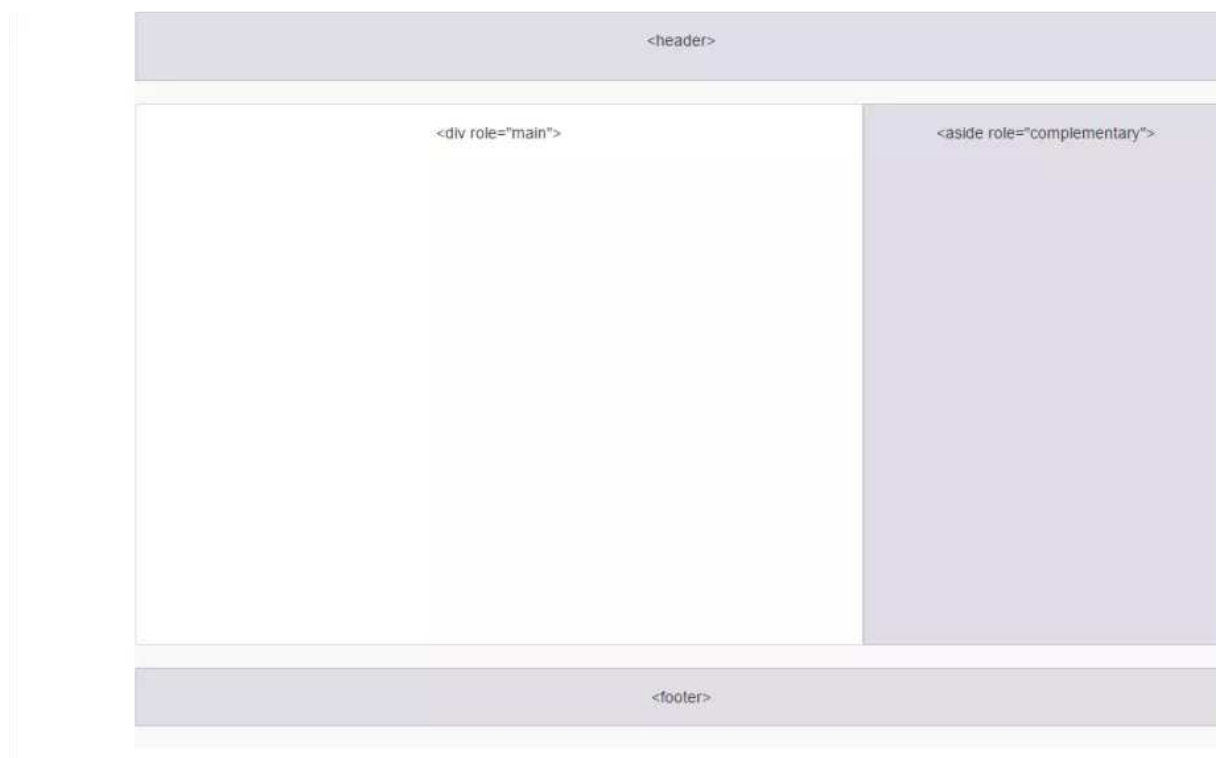 <header>
<div role="main">
<aside role="complementary">
<footer>